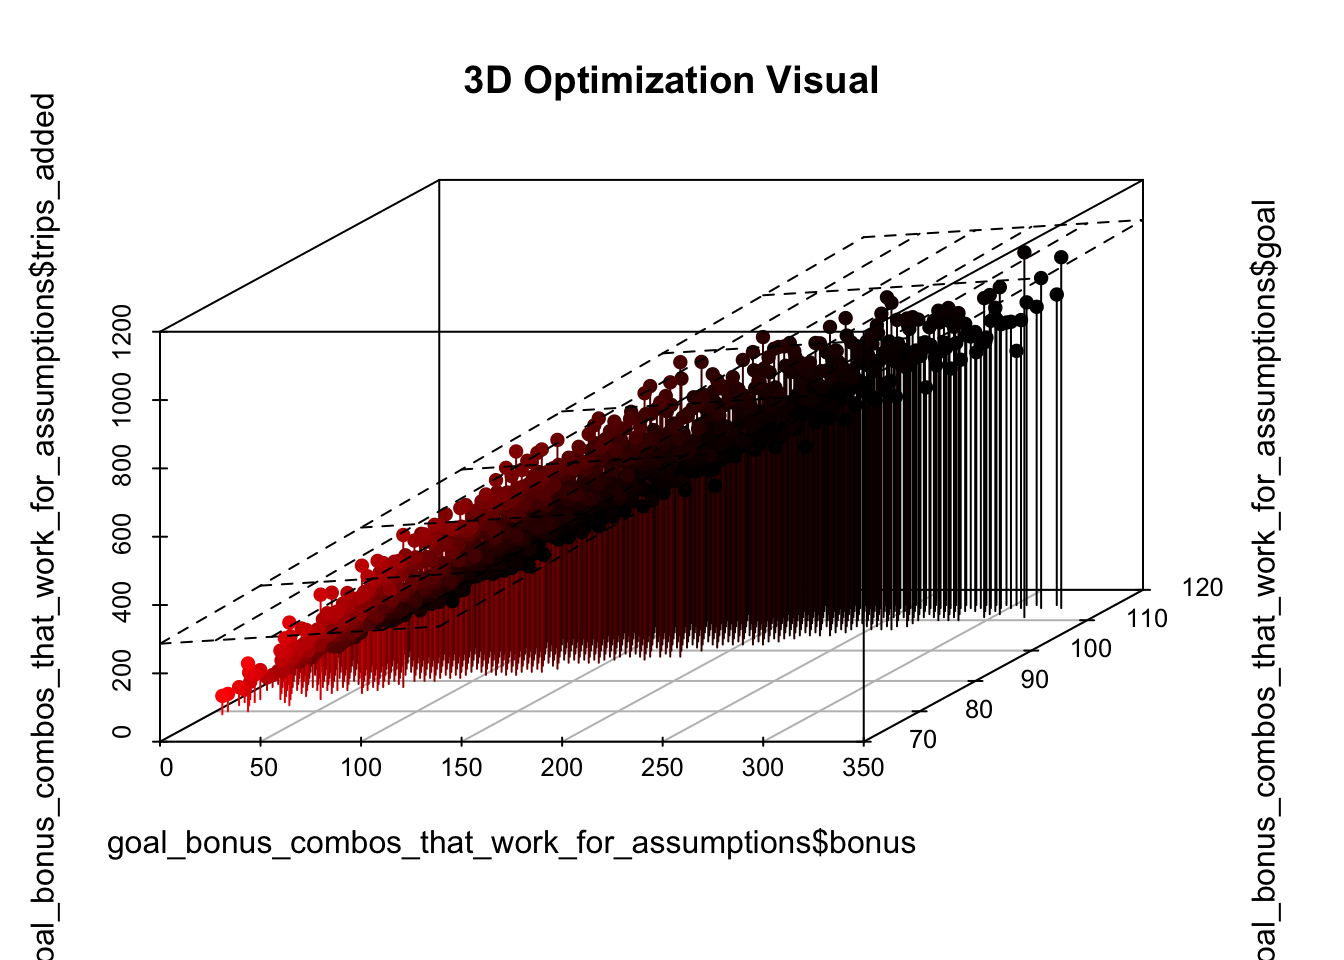 3D Optimization Visual
oal_bonus_combos_that_work_for_assumptions$trips_added
1200
1000
800
600
400
200
0
0 50 100 150 200 250 300 350
70
80
90
100
110
120
goal_bonus_combos_that_work_for_assumptions$bonus
oal_bonus_combos_that_work_for_assumptions$goal